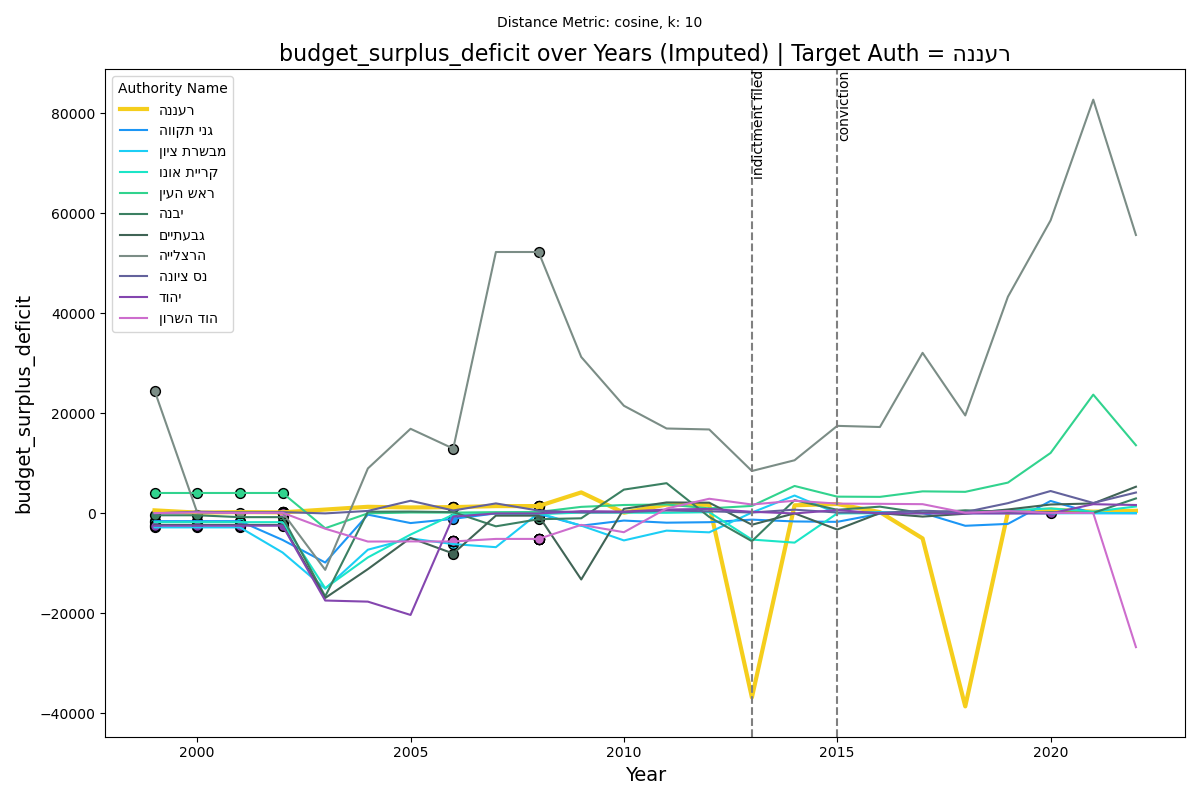 Distance Metric: cosine, k: 10
budget_surplus_deficit over Years (Imputed) | Target Auth = רעננה
Authority Name
רעננה
גני תקווה
מבשרת ציון
קריית אונו
ראש העין
יבנה
גבעתיים
הרצלייה
נס ציונה
יהוד
הוד השרון
indictment filed
conviction
budget_surplus_deficit
80000
60000
40000
20000
0
−20000
−40000
2000
2005
2010
2015
2020
Year